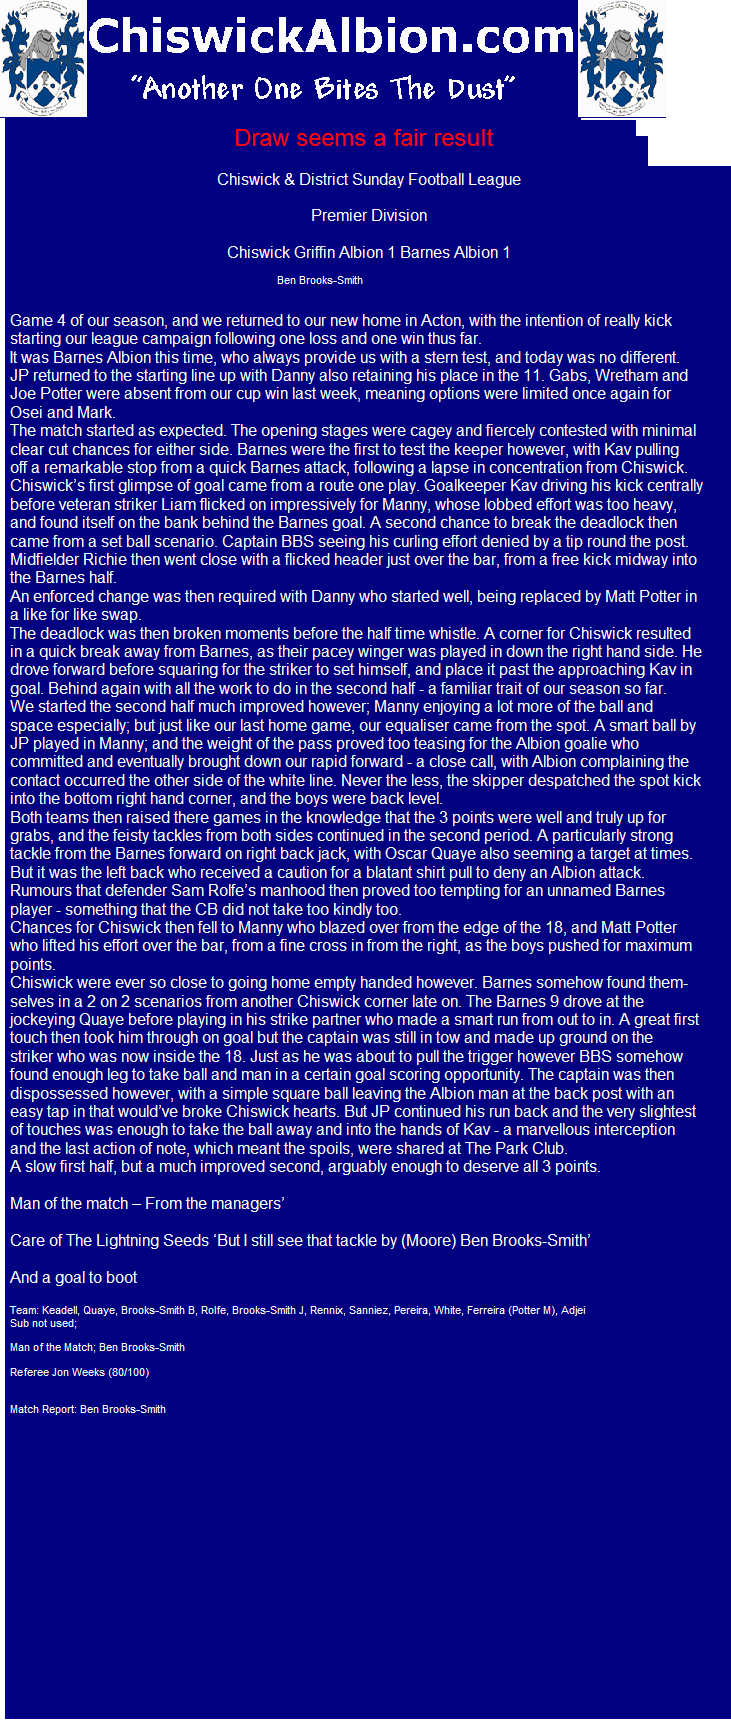 ChiswickAlbion.com
“Another One Bites The Dust”
Draw seems a fair result
Chiswick & District Sunday Football League
Premier Division
Chiswick Griffin Albion 1 Barnes Albion 1
Ben Brooks-Smith
Game 4 of our season, and we returned to our new home in Acton, with the intention of really kick
starting our league campaign following one loss and one win thus far.
It was Barnes Albion this time, who always provide us with a stern test, and today was no different.
JP returned to the starting line up with Danny also retaining his place in the 11. Gabs, Wretham and
Joe Potter were absent from our cup win last week, meaning options were limited once again for
Osei and Mark.
The match started as expected. The opening stages were cagey and fiercely contested with minimal
clear cut chances for either side. Barnes were the first to test the keeper however, with Kav pulling
off a remarkable stop from a quick Barnes attack, following a lapse in concentration from Chiswick.
Chiswick’s first glimpse of goal came from a route one play. Goalkeeper Kav driving his kick centrally
before veteran striker Liam flicked on impressively for Manny, whose lobbed effort was too heavy,
and found itself on the bank behind the Barnes goal. A second chance to break the deadlock then
came from a set ball scenario. Captain BBS seeing his curling effort denied by a tip round the post.
Midfielder Richie then went close with a flicked header just over the bar, from a free kick midway into
the Barnes half.
An enforced change was then required with Danny who started well, being replaced by Matt Potter in
a like for like swap.
The deadlock was then broken moments before the half time whistle. A corner for Chiswick resulted
in a quick break away from Barnes, as their pacey winger was played in down the right hand side. He
drove forward before squaring for the striker to set himself, and place it past the approaching Kav in
goal. Behind again with all the work to do in the second half - a familiar trait of our season so far.
We started the second half much improved however; Manny enjoying a lot more of the ball and
space especially; but just like our last home game, our equaliser came from the spot. A smart ball by
JP played in Manny; and the weight of the pass proved too teasing for the Albion goalie who
committed and eventually brought down our rapid forward - a close call, with Albion complaining the
contact occurred the other side of the white line. Never the less, the skipper despatched the spot kick
into the bottom right hand corner, and the boys were back level.
Both teams then raised there games in the knowledge that the 3 points were well and truly up for
grabs, and the feisty tackles from both sides continued in the second period. A particularly strong
tackle from the Barnes forward on right back jack, with Oscar Quaye also seeming a target at times.
But it was the left back who received a caution for a blatant shirt pull to deny an Albion attack.
Rumours that defender Sam Rolfe’s manhood then proved too tempting for an unnamed Barnes
player - something that the CB did not take too kindly too.
Chances for Chiswick then fell to Manny who blazed over from the edge of the 18, and Matt Potter
who lifted his effort over the bar, from a fine cross in from the right, as the boys pushed for maximum
points.
Chiswick were ever so close to going home empty handed however. Barnes somehow found them-
selves in a 2 on 2 scenarios from another Chiswick corner late on. The Barnes 9 drove at the
jockeying Quaye before playing in his strike partner who made a smart run from out to in. A great first
touch then took him through on goal but the captain was still in tow and made up ground on the
striker who was now inside the 18. Just as he was about to pull the trigger however BBS somehow
found enough leg to take ball and man in a certain goal scoring opportunity. The captain was then
dispossessed however, with a simple square ball leaving the Albion man at the back post with an
easy tap in that would’ve broke Chiswick hearts. But JP continued his run back and the very slightest
of touches was enough to take the ball away and into the hands of Kav - a marvellous interception
and the last action of note, which meant the spoils, were shared at The Park Club.
A slow first half, but a much improved second, arguably enough to deserve all 3 points.
Man of the match – From the managers’
Care of The Lightning Seeds ‘But I still see that tackle by (Moore) Ben Brooks-Smith’
And a goal to boot
Team: Keadell, Quaye, Brooks-Smith B, Rolfe, Brooks-Smith J, Rennix, Sanniez, Pereira, White, Ferreira (Potter M), Adjei
Sub not used;
Man of the Match; Ben Brooks-Smith
Referee Jon Weeks (80/100)
Match Report: Ben Brooks-Smith